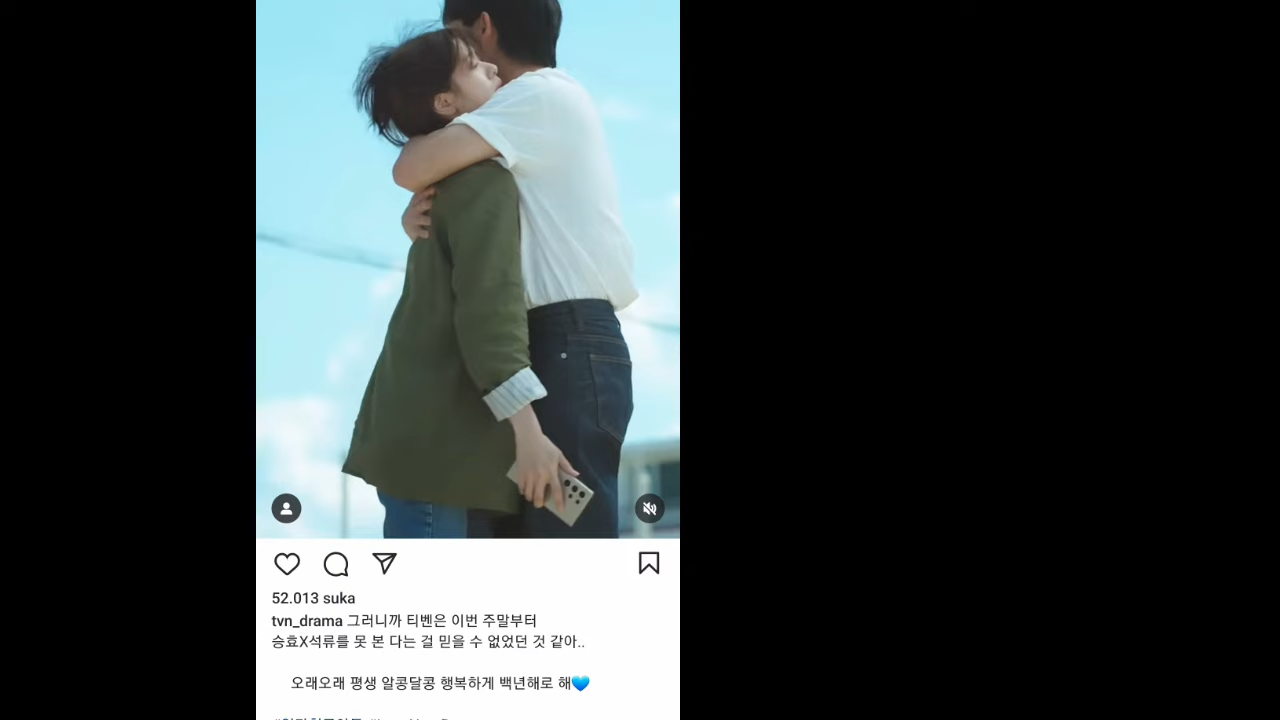 52.013 suka
tvn_drama 그러니까 티벤은 이번 주말부터
승효X석류를 못 본 다는 걸 믿을 수 없었던 것 같아..
오래오래 평생 알콩달콩 행복하게 백년해로 해💙